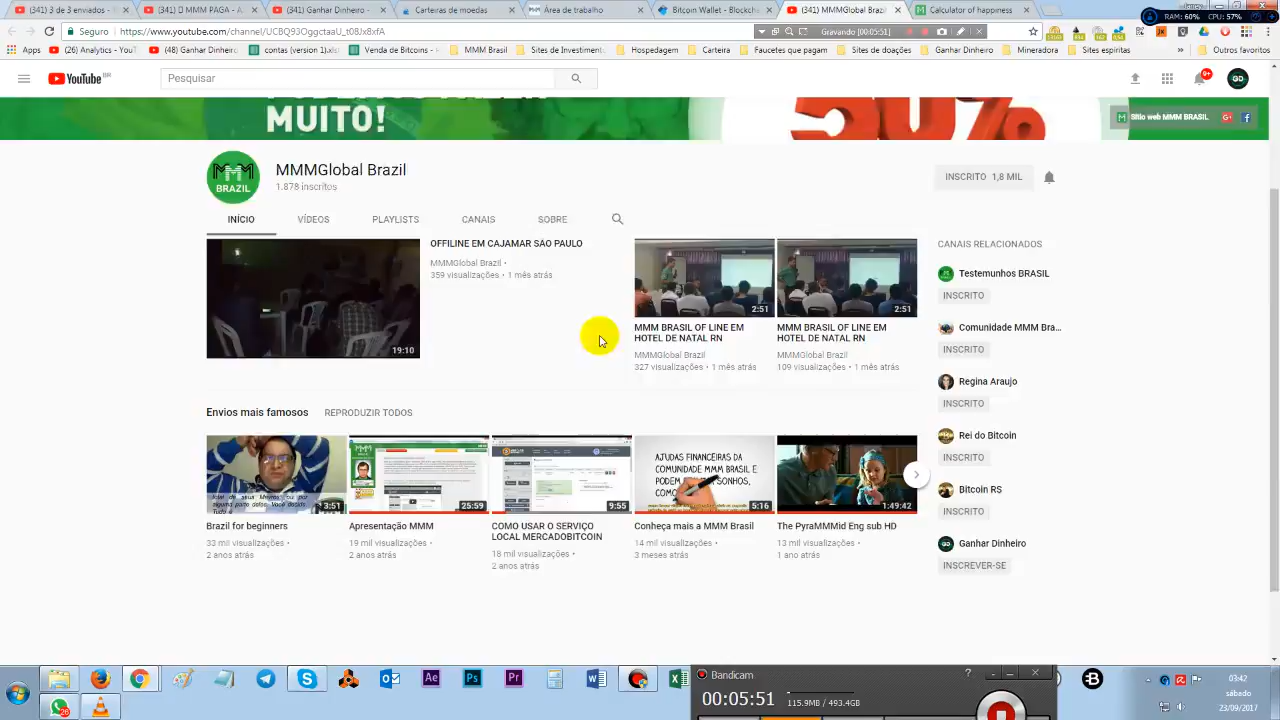 (341) 3 de 3 enviados -
(341) D MMM PAGA -
(341) Ganhar Dinheiro -
Carteiras de moedas
Me trabalho
Bitcoin Wallet - Blockch
(341) MMMGlobal Brazi
Calculator of happiness
RAM: 60% CPU: 57%
Seguro
https://www.youtube.com/channel/UCBQ93OggctaaU_t08Jx8xfA
Gravando [00:05:51]
Apps
(26) Alertou -
(48) Ganhar Dinheiro
contas (version 1.
MMM Brasil
Sites de Inves
Hospedagem
Carteira
Faucettes que pagam
Sites de doações
Ganhar Dinheiro
Mineradora
Sites espiritas
»
Outros favoritos
YouTube BR
Pesquisar
9+
GD
MUITO!
50%
Sítio web MMM BRASIL
MMM
BRAZIL
MMMGlobal Brazil
1.878 inscritos
INSCRITO 1,8 MIL
INÍCIO
VÍDEOS
PLAYLISTS
CANAIS
SOBRE
19:10
OFFILINE EM CAJAMAR SAO PAULO
MMMGlobal Brazil •
359 visualizações • 1 mês atrás
2:51
MMM BRASIL OF LINE EM
HOTEL DE NATAL RN
MMMGlobal Brazil
327 visualizações • 1 mês atrás
2:51
MMM BRASIL OF LINE EM
HOTEL DE NATAL RN
MMMGlobal Brazil
109 visualizações • 1 mês atrás
CANAIS RELACIONADOS
Testemunhos BRASIL
INSCRITO
Comunidade MMM Bra...
INSCRITO
Regina Araujo
INSCRITO
Rei do Bitcoin
INSCRITO
Bitcoin RS
INSCRITO
Ganhar Dinheiro
INSCREVER-SE
Envios mais famosos
REPRODUZIR TODOS
3:51
Brazil for beginners
33 mil visualizações •
2 anos atrás
25:59
Apresentação MMM
19 mil visualizações •
2 anos atrás
9:55
COMO USAR O SERVIÇO
LOCAL MERCADOBITCOIN
18 mil visualizações •
2 anos atrás
AJUDAS FINANCEIRAS DA
COMUNIDADE MMM BRASIL E
PODEM
SONHOS,
COMO
5:16
Conheça mais a MMM Brasil
14 mil visualizações •
3 meses atrás
1:49:42
The PyraMMMid Eng sub HD
13 mil visualizações •
1 ano atrás
Bandicam
00:05:51
115.9MB / 493.4GB
03:42
sábado
23/09/2017